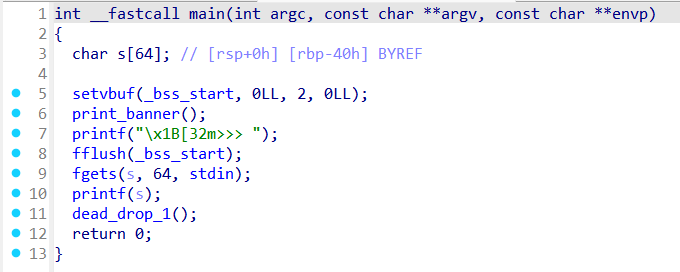 1 int __fastcall main(int argc, const char **argv, const char **envp)
2 {
3   char s[64]; // [rsp+0h] [rbp-40h] BYREF
4
5   setvbuf(_bss_start, 0LL, 2, 0LL);
6   print_banner();
7   printf("\x1B[32m>>> ");
8   fflush(_bss_start);
9   fgets(s, 64, stdin);
10   printf(s);
11   dead_drop_1();
12   return 0;
13 }